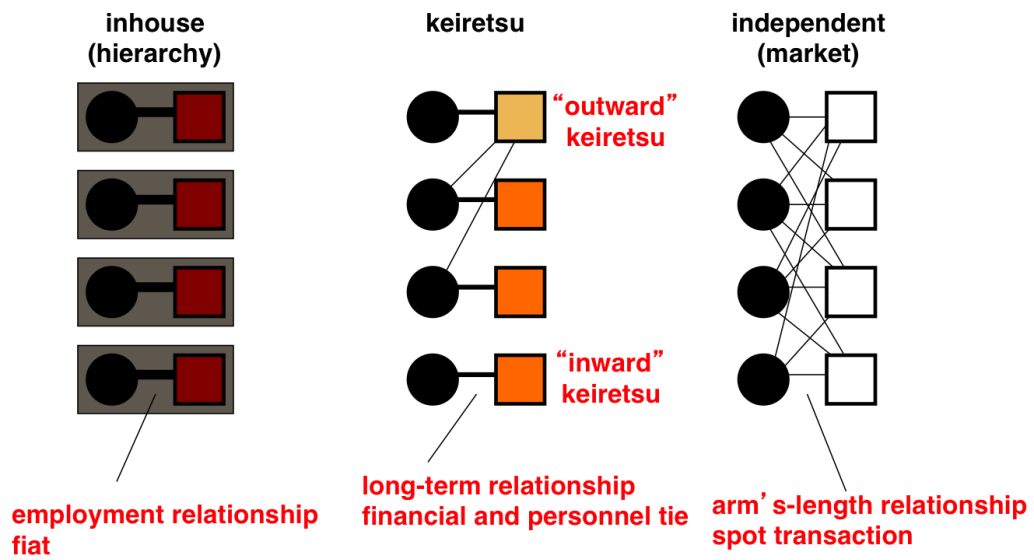 inhouse
(hierarchy)
keiretsu
independent
(market)
“outward”
keiretsu
“inward”
keiretsu
employment relationship
fiat
long-term relationship
financial and personnel tie
arm’s-length relationship
spot transaction